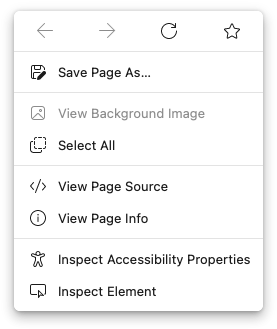 Save Page As...
View Background Image
Select All
View Page Source
View Page Info
Inspect Accessibility Properties
Inspect Element